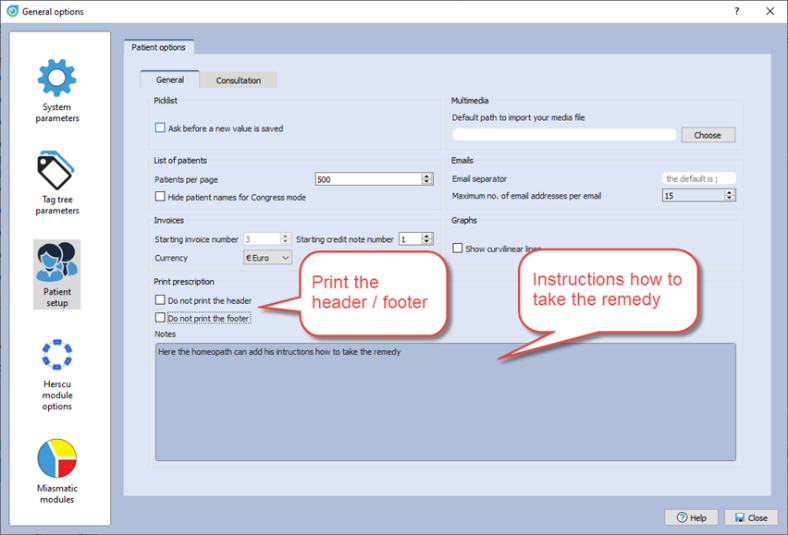 General options
?
System
parameters
Tag tree
parameters
Patient
setup
Herscu
module
options
Miasmatic
modules
Patient options
General
Consultation
Picklist
Ask before a new value is saved
Multimedia
Default path to import your media file
Choose
List of patients
Patients per page 500
Hide patient names for Congress mode
Emails
Email separator the default is ;
Maximum no. of email addresses per email 15
Invoices
Starting invoice number 3 Starting credit note number 1
Currency € Euro
Graphs
Show curvilinear lines
Print prescription
Do not print the header
Do not print the footer
Print the
header / footer
Instructions how to
take the remedy
Notes
Here the homeopath can add his intructions how to take the remedy
Help
Close